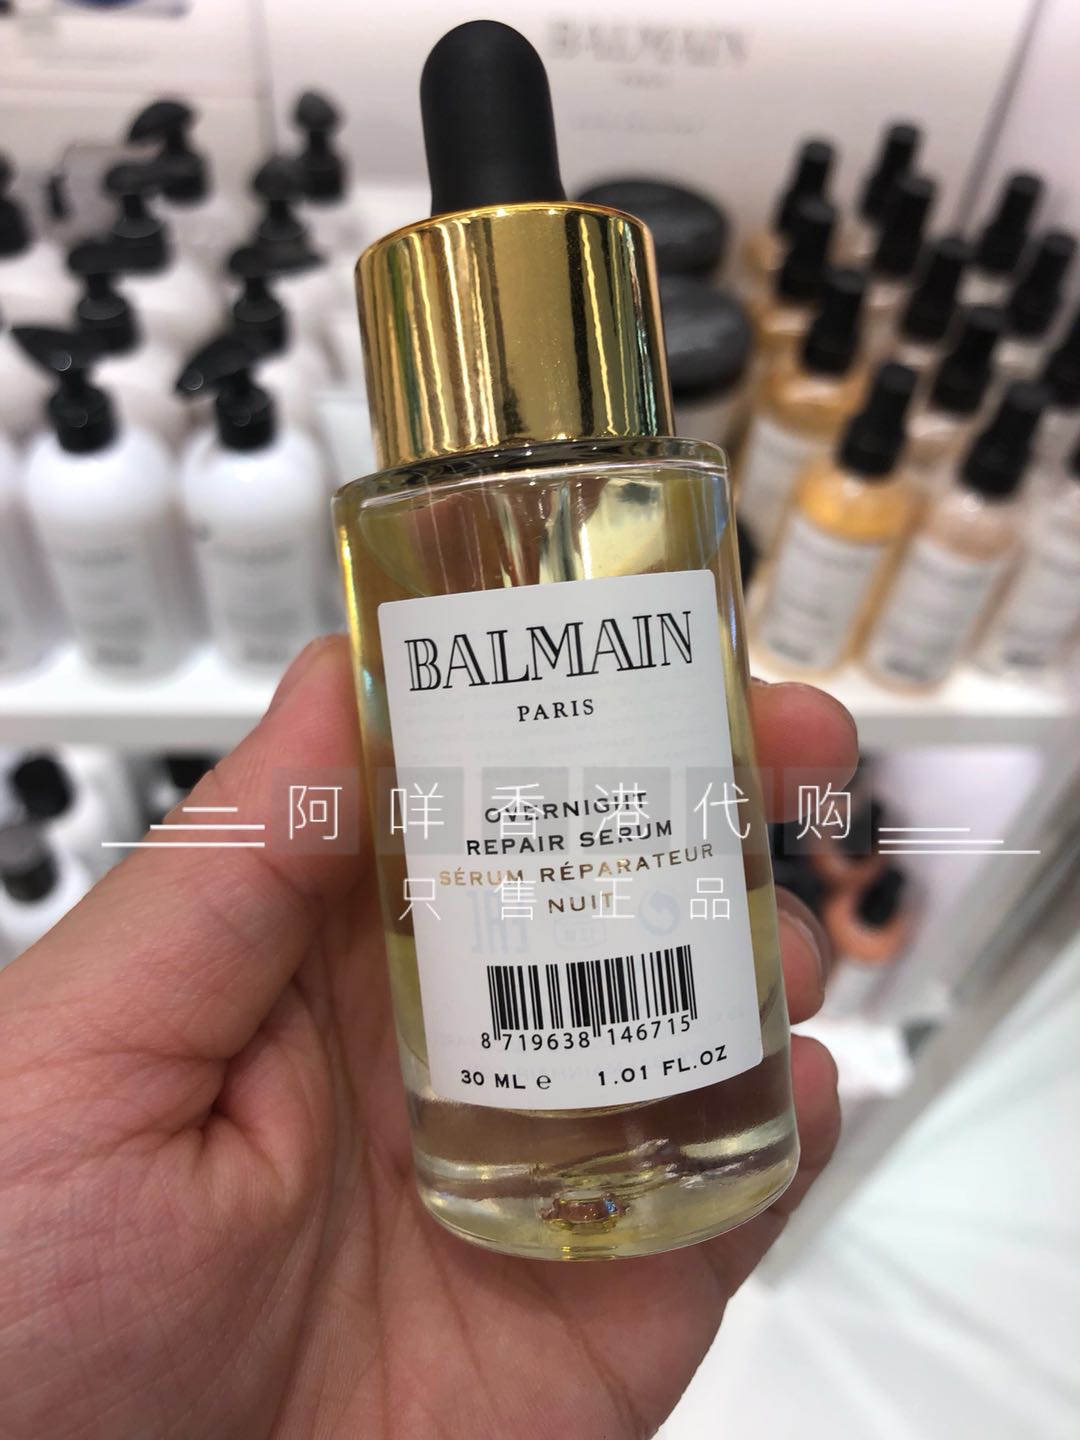 BALMAIN
BALMAIN
PARIS
阿咩香港代购
OVERNIGHT
REPAIR SERUM
SÉRUM RÉPARATEUR
NUIT
只售正品
8 719638 146715
30 ML e 1.01 FL.OZ